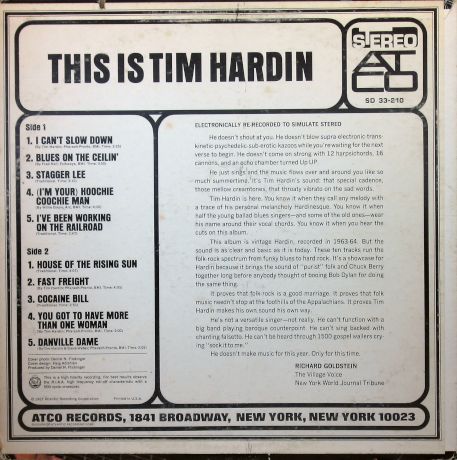 THIS IS TIM HARDIN
STEREO
ATCO
SD 33-210
Side 1
1. I CAN'T SLOW DOWN
2. BLUES ON THE CEILIN'
3. STAGGER LEE
4. (I'M YOUR) HOOCHIE
COOCHIE MAN
5. I'VE BEEN WORKING
ON THE RAILROAD
Side 2
1. HOUSE OF THE RISING SUN
2. FAST FREIGHT
3. COCAINE BILL
4. YOU GOT TO HAVE MORE
THAN ONE WOMAN
5. DANVILLE DAME
Cover photo: Daniel N. Flickinger
Produced by Daniel N. Flickinger
ELECTRONICALLY RE-RECORDED TO SIMULATE STEREO
He doesn't shout at you. He doesn't blow supra electronic trans-
kinetic-psychedelic-sub-erotic kazoos while you're waiting for the next
verse to begin. He doesn't come on strong with 12 harpsichords, 16
cannons, and an echo chamber turned Up UP.
He just sings and the music flows over and around you like so
much summertime. It's Tim Hardin's sound: that special cadence,
those mellow creamtones, that throaty vibrato on the sad words.
Tim Hardin is here. You know it when they call any melody with
a trace of his personal melancholy Hardinesque. You know it when
half the young ballad blues singers—and some of the old ones—wear
his name around their vocal chords. You know it when you hear the
cuts on this album.
This album is vintage Hardin, recorded in 1963-64. But the
sound is as clear and basic as it is today. These ten tracks run the
folk-rock spectrum from funky blues to hard rock. It's a showcase for
Hardin because it brings the sound of "purist" folk and Chuck Berry
together long before anybody thought of booing Bob Dylan for doing
the same thing.
It proves that folk-rock is a good marriage. It proves that folk
music needn't stop at the foothills of the Appalachians. It proves Tim
Hardin makes his own sound his own way.
He's not a versatile singer—not really. He can't function with a
big band playing baroque counterpoint. He can't sing backed with
chanting falsetto. He can't be heard through 1500 gospel wailers cry-
ing "sock it to me."
He doesn't make music for this year. Only for this time.
RICHARD GOLDSTEIN
The Village Voice
New York World Journal Tribune
Printed in U.S.A.
ATCO RECORDS, 1841 BROADWAY, NEW YORK, NEW YORK 10023